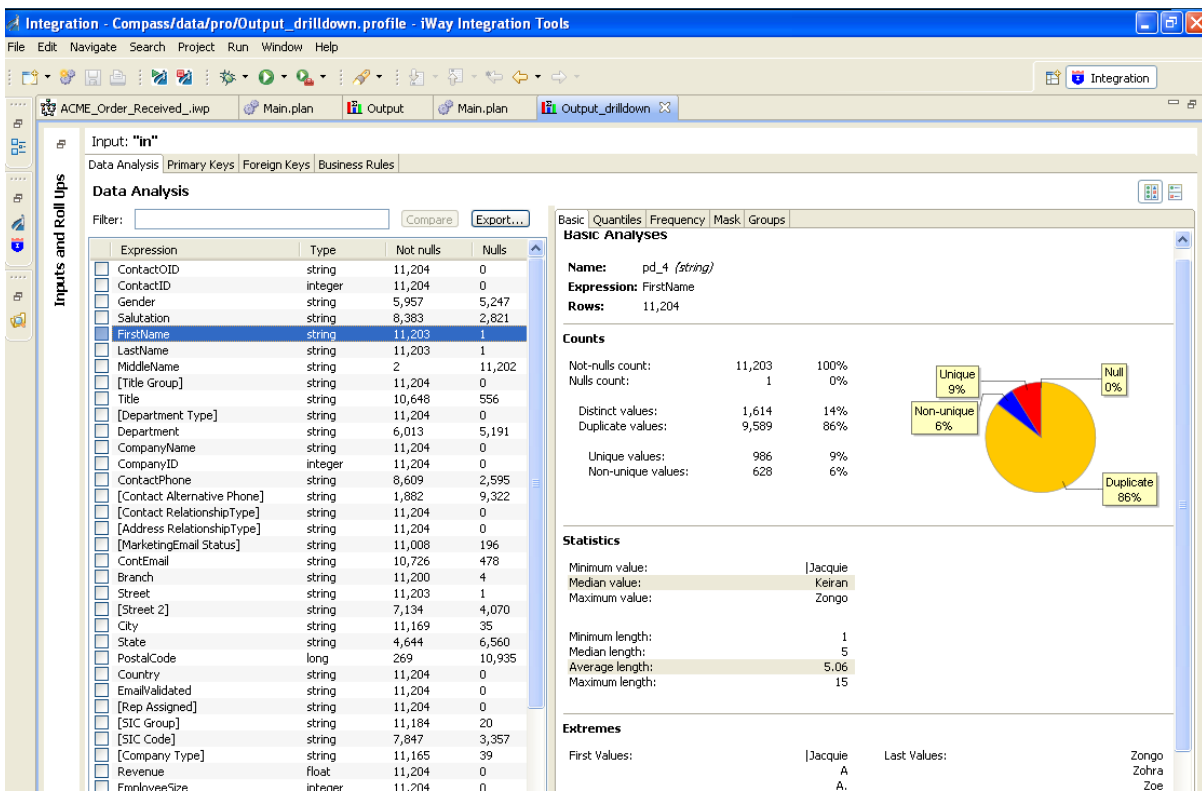 Integration - Compass/data/pro/Output_drilldown.profile - iWay Integration Tools
File Edit Navigate Search Project Run Window Help
Integration
ACME_Order_Received_.iwp Main.plan Output Main.plan Output_drilldown
Inputs and Roll Ups
Input: "in"
Data Analysis Primary Keys Foreign Keys Business Rules
Data Analysis
Filter: Compare Export...
Expression Type Not nulls Nulls
ContactOID string 11,204 0
ContactID integer 11,204 0
Gender string 5,957 5,247
Salutation string 8,383 2,821
FirstName string 11,203 1
LastName string 11,203 1
MiddleName string 2 11,202
[Title Group] string 11,204 0
Title string 10,648 556
[Department Type] string 11,204 0
Department string 6,013 5,191
CompanyName string 11,204 0
CompanyID integer 11,204 0
ContactPhone string 8,609 2,595
[Contact Alternative Phone] string 1,882 9,322
[Contact RelationshipType] string 11,204 0
[Address RelationshipType] string 11,204 0
[MarketingEmail Status] string 11,008 196
ContEmail string 10,726 478
Branch string 11,200 4
Street string 11,203 1
[Street 2] string 7,134 4,070
City string 11,169 35
State string 4,644 6,560
PostalCode long 269 10,935
Country string 11,204 0
EmailValidated string 11,204 0
[Rep Assigned] string 11,204 0
[SIC Group] string 11,184 20
[SIC Code] string 7,847 3,357
[Company Type] string 11,165 39
Revenue float 11,204 0
EmployeeSize integer 11,204 0
Basic Quantiles Frequency Mask Groups
Basic Analyses
Name: pd_4 (string)
Expression: FirstName
Rows: 11,204
Counts
Not-nulls count: 11,203 100%
Nulls count: 1 0%
Distinct values: 1,614 14%
Duplicate values: 9,589 86%
Unique values: 986 9%
Non-unique values: 628 6%
Unique
9%
Null
0%
Non-unique
6%
Duplicate
86%
Statistics
Minimum value: |Jacquie
Median value: Keiran
Maximum value: Zongo
Minimum length: 1
Median length: 5
Average length: 5.06
Maximum length: 15
Extremes
First Values: |Jacquie Last Values: Zongo
A Zohra
A. Zoe